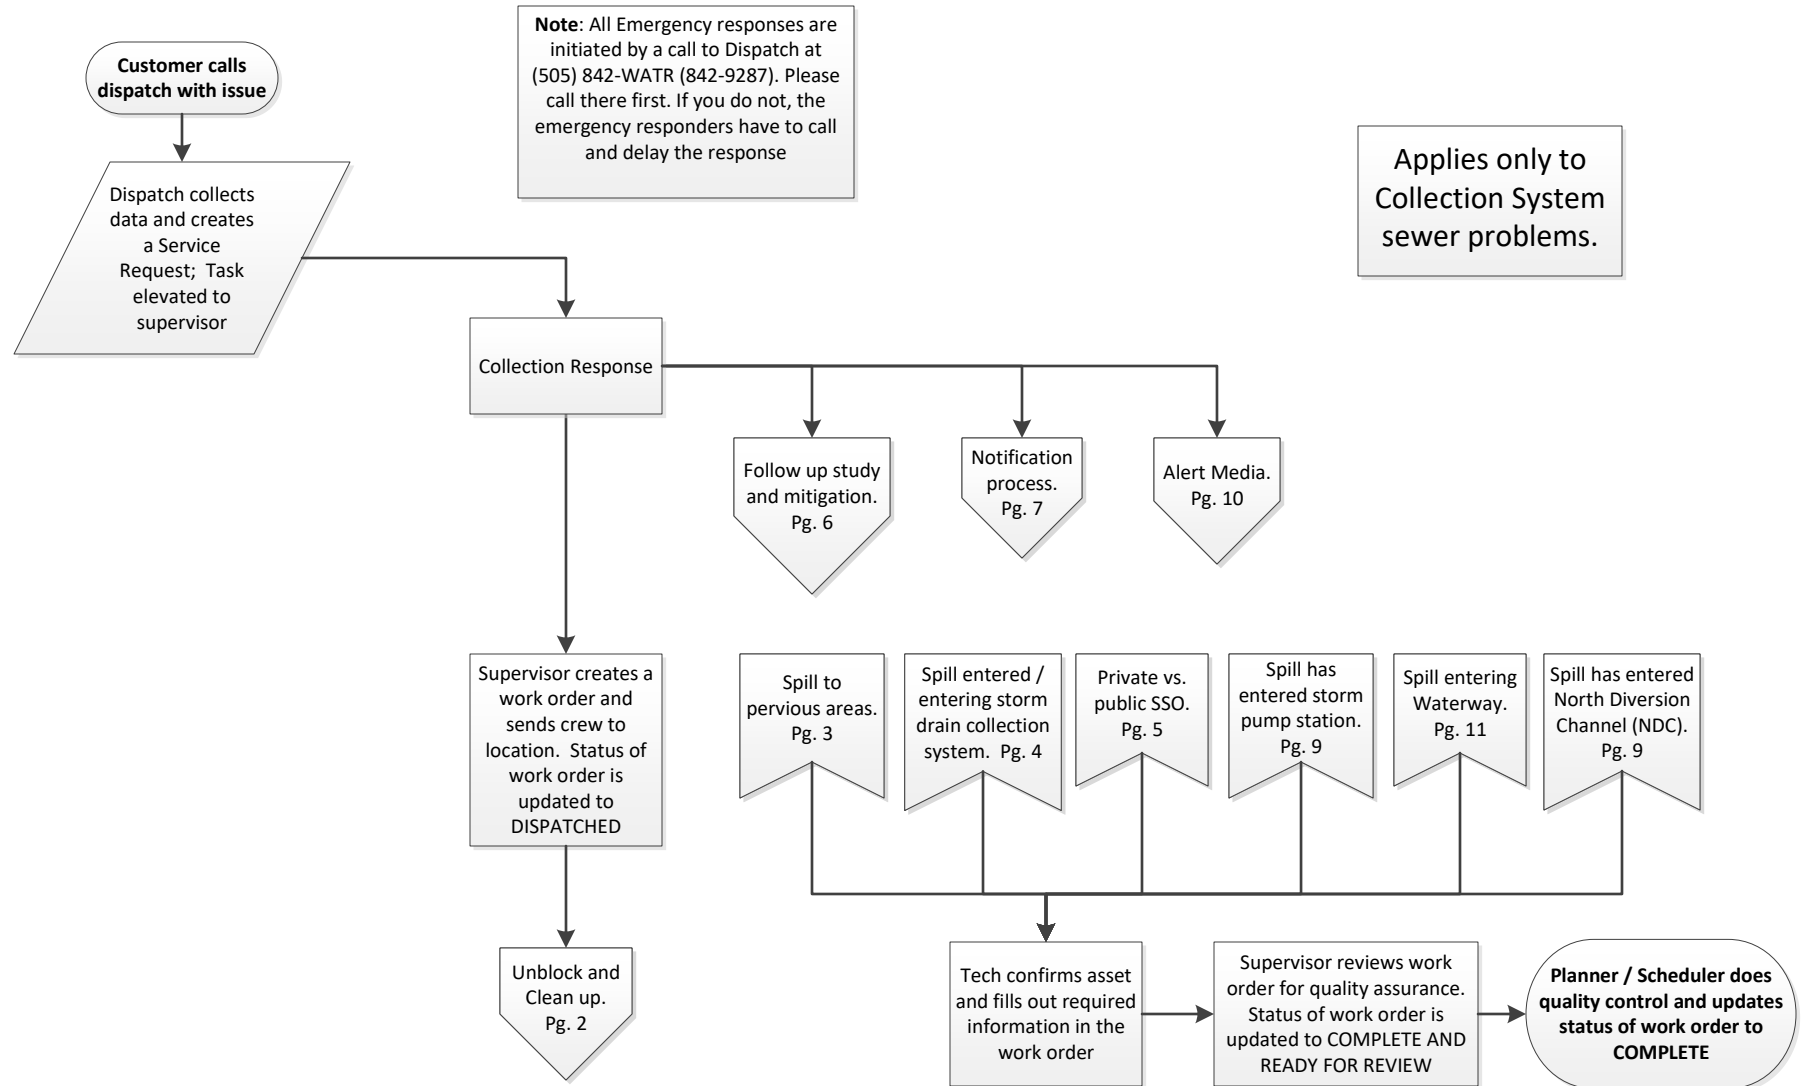 Customer calls
dispatch with issue
Note: All Emergency responses are
initiated by a call to Dispatch at
(505) 842-WATR (842-9287). Please
call there first. If you do not, the
emergency responders have to call
and delay the response
Applies only to
Collection System
sewer problems.
Dispatch collects
data and creates
a Service
Request; Task
elevated to
supervisor
Collection Response
Follow up study
and mitigation.
Pg. 6
Notification
process.
Pg. 7
Alert Media.
Pg. 10
Supervisor creates a
work order and
sends crew to
location. Status of
work order is
updated to
DISPATCHED
Spill to
pervious areas.
Pg. 3
Spill entered /
entering storm
drain collection
system. Pg. 4
Private vs.
public SSO.
Pg. 5
Spill has
entered storm
pump station.
Pg. 9
Spill entering
Waterway.
Pg. 11
Spill has entered
North Diversion
Channel (NDC).
Pg. 9
Unblock and
Clean up.
Pg. 2
Tech confirms asset
and fills out required
information in the
work order
Supervisor reviews work
order for quality assurance.
Status of work order is
updated to COMPLETE AND
READY FOR REVIEW
Planner / Scheduler does
quality control and updates
status of work order to
COMPLETE